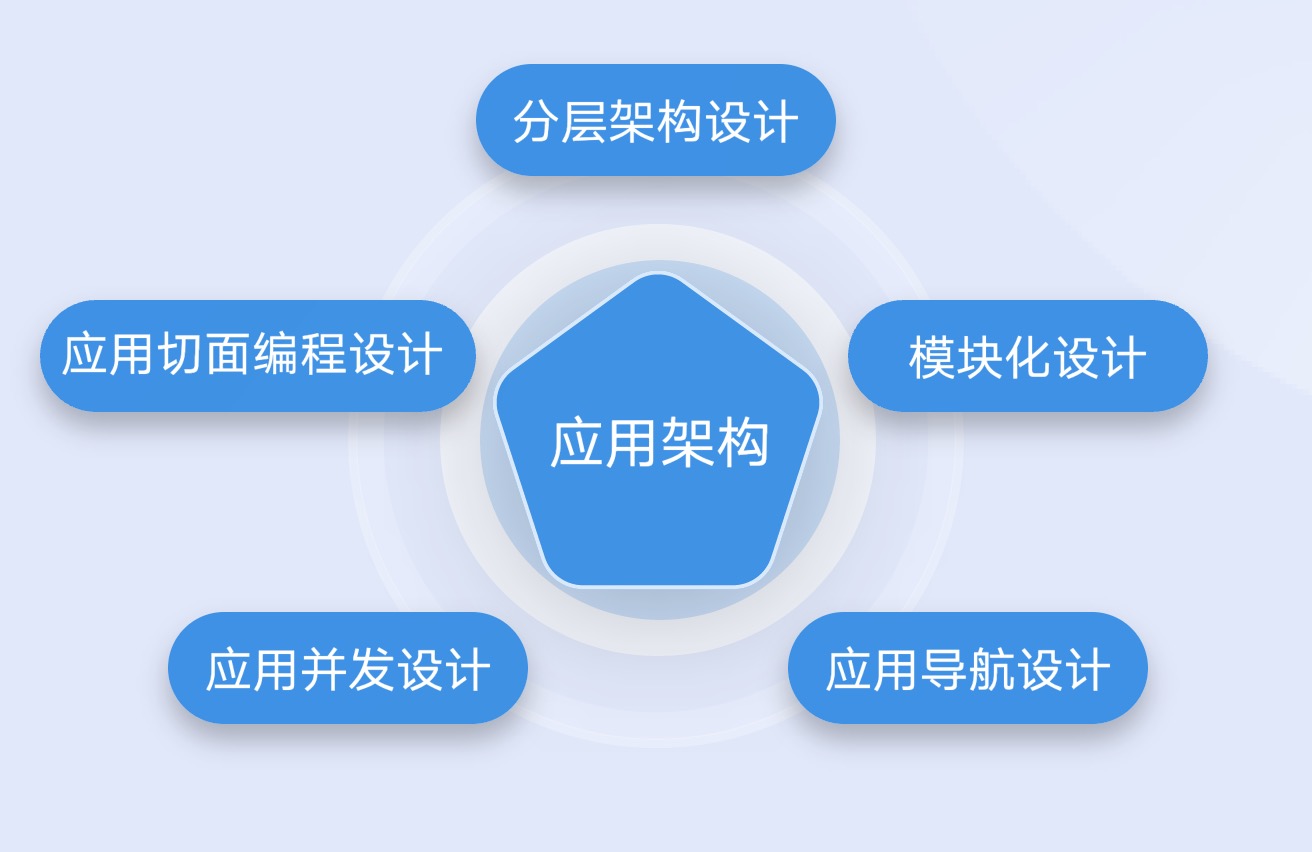 分层架构设计
应用切面编程设计
模块化设计
应用架构
应用并发设计
应用导航设计